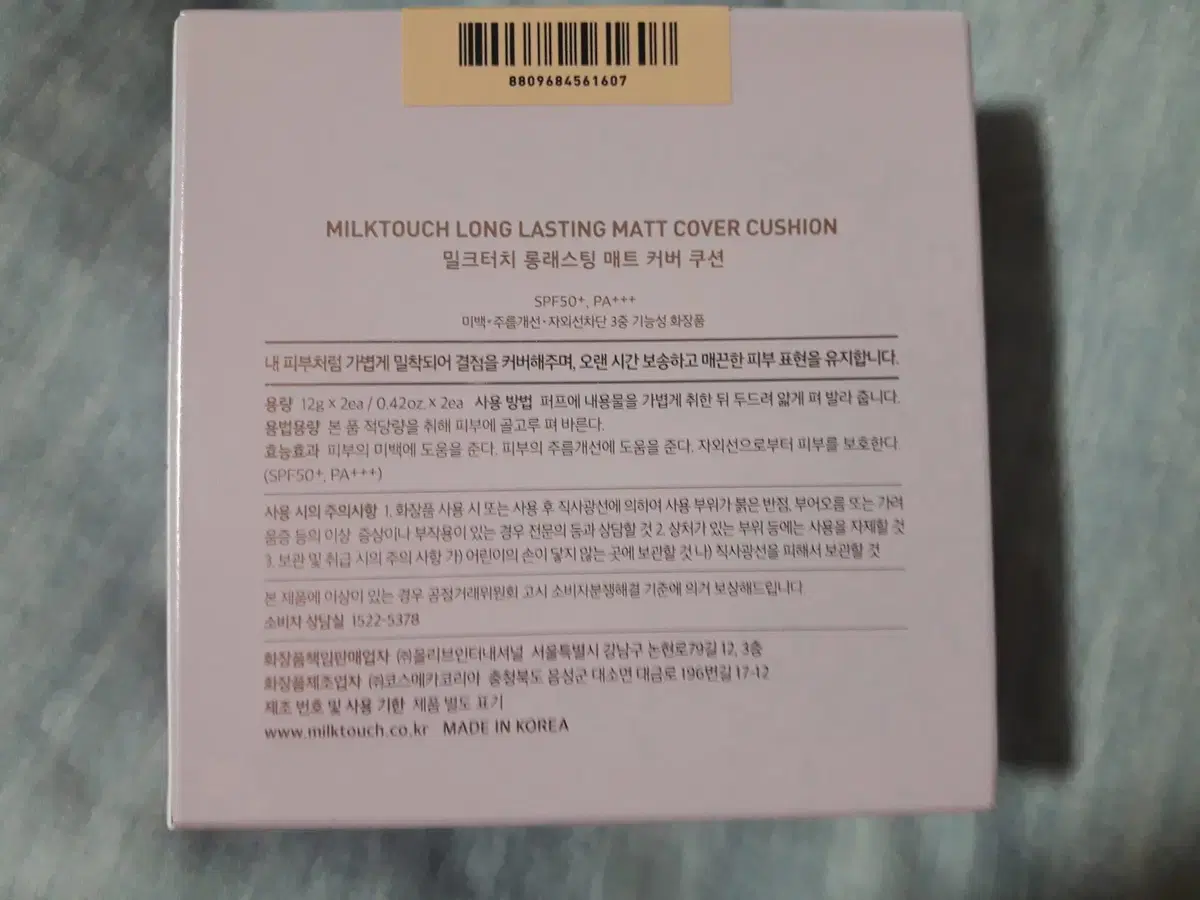 8809684561607
MILKTOUCH LONG LASTING MATT COVER CUSHION
밀크터치 롱래스팅 매트 커버 쿠션
SPF50+, PA+++
미백·주름개선·자외선차단 3중 기능성 화장품
내 피부처럼 가볍게 밀착되어 결점을 커버해주며, 오랜 시간 보송하고 매끈한 피부 표현을 유지합니다.
용량 12g × 2ea / 0.42oz. × 2ea 사용 방법 퍼프에 내용물을 가볍게 취한 뒤 두드려 얇게 펴 발라 줍니다.
용법용량 본 품 적당량을 취해 피부에 골고루 펴 바른다.
효능효과 피부의 미백에 도움을 준다. 피부의 주름개선에 도움을 준다. 자외선으로부터 피부를 보호한다.
(SPF50+, PA+++)
사용 시의 주의사항 1. 화장품 사용 시 또는 사용 후 직사광선에 의하여 사용 부위가 붉은 반점, 부어오름 또는 가려
움증 등의 이상 증상이나 부작용이 있는 경우 전문의 등과 상담할 것 2. 상처가 있는 부위 등에는 사용을 자제할 것
3. 보관 및 취급 시의 주의 사항 가) 어린이의 손이 닿지 않는 곳에 보관할 것 나) 직사광선을 피해서 보관할 것
본 제품에 이상이 있는 경우 공정거래위원회 고시 소비자분쟁해결 기준에 의거 보상해드립니다.
소비자 상담실 1522-5378
화장품책임판매업자 ㈜올리브인터내셔널 서울특별시 강남구 논현로79길 12, 3층
화장품제조업자 ㈜코스메카코리아 충청북도 음성군 대소면 대금로 196번길 17-12
제조 번호 및 사용 기한 제품 별도 표기
www.milktouch.co.kr MADE IN KOREA